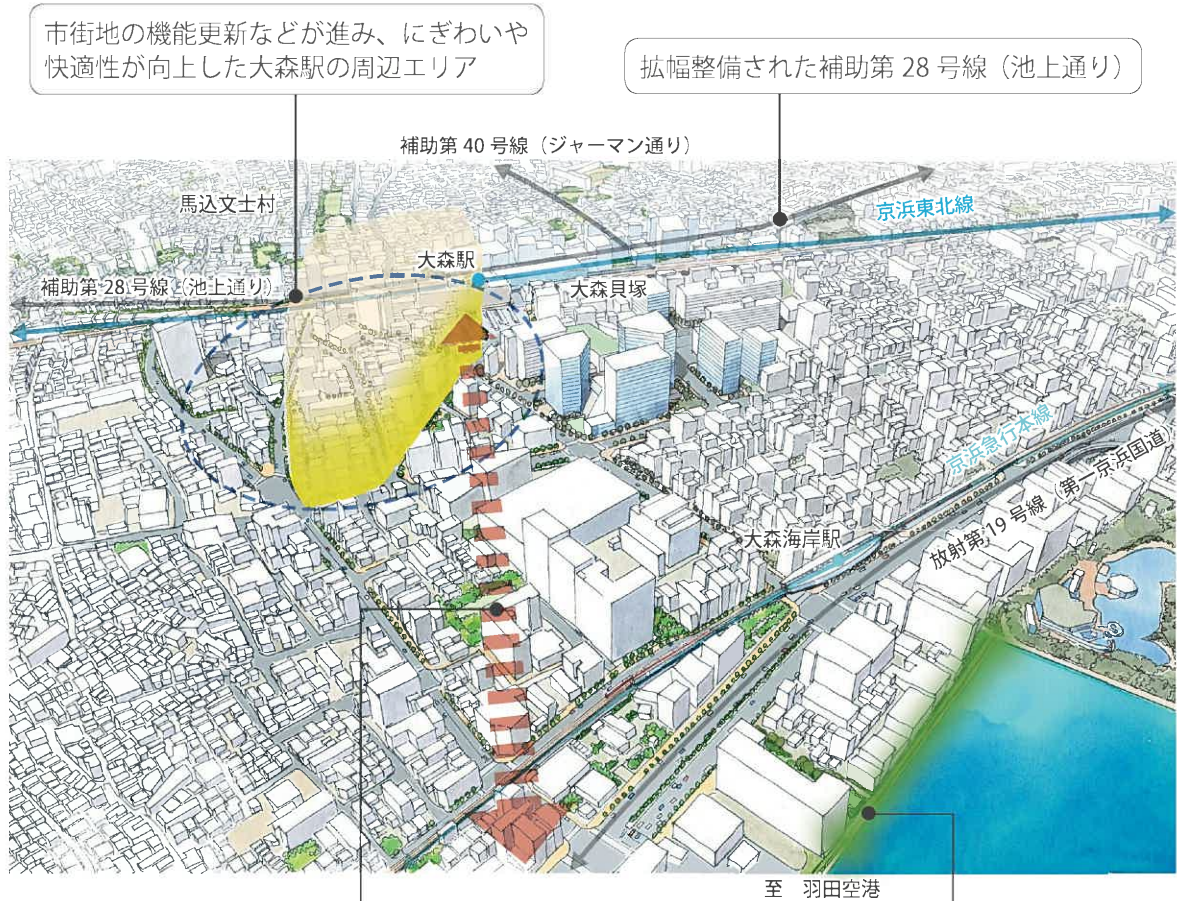 市街地の機能更新などが進み、にぎわいや
快適性が向上した大森駅の周辺エリア
拡幅整備された補助第 28 号線（池上通り）
補助第 40 号線（ジャーマン通り）
馬込文士村
京浜東北線
大森駅
補助第 28 号線（池上通り）
大森貝塚
京浜急行本線
放射第 19 号線（第一京浜国道）
大森海岸駅
至　羽田空港